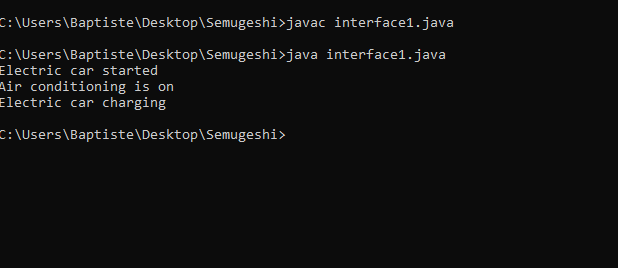 C:\Users\Baptiste\Desktop\Semugeshi>javac interface1.java
C:\Users\Baptiste\Desktop\Semugeshi>java interface1.java
Electric car started
Air conditioning is on
Electric car charging
C:\Users\Baptiste\Desktop\Semugeshi>